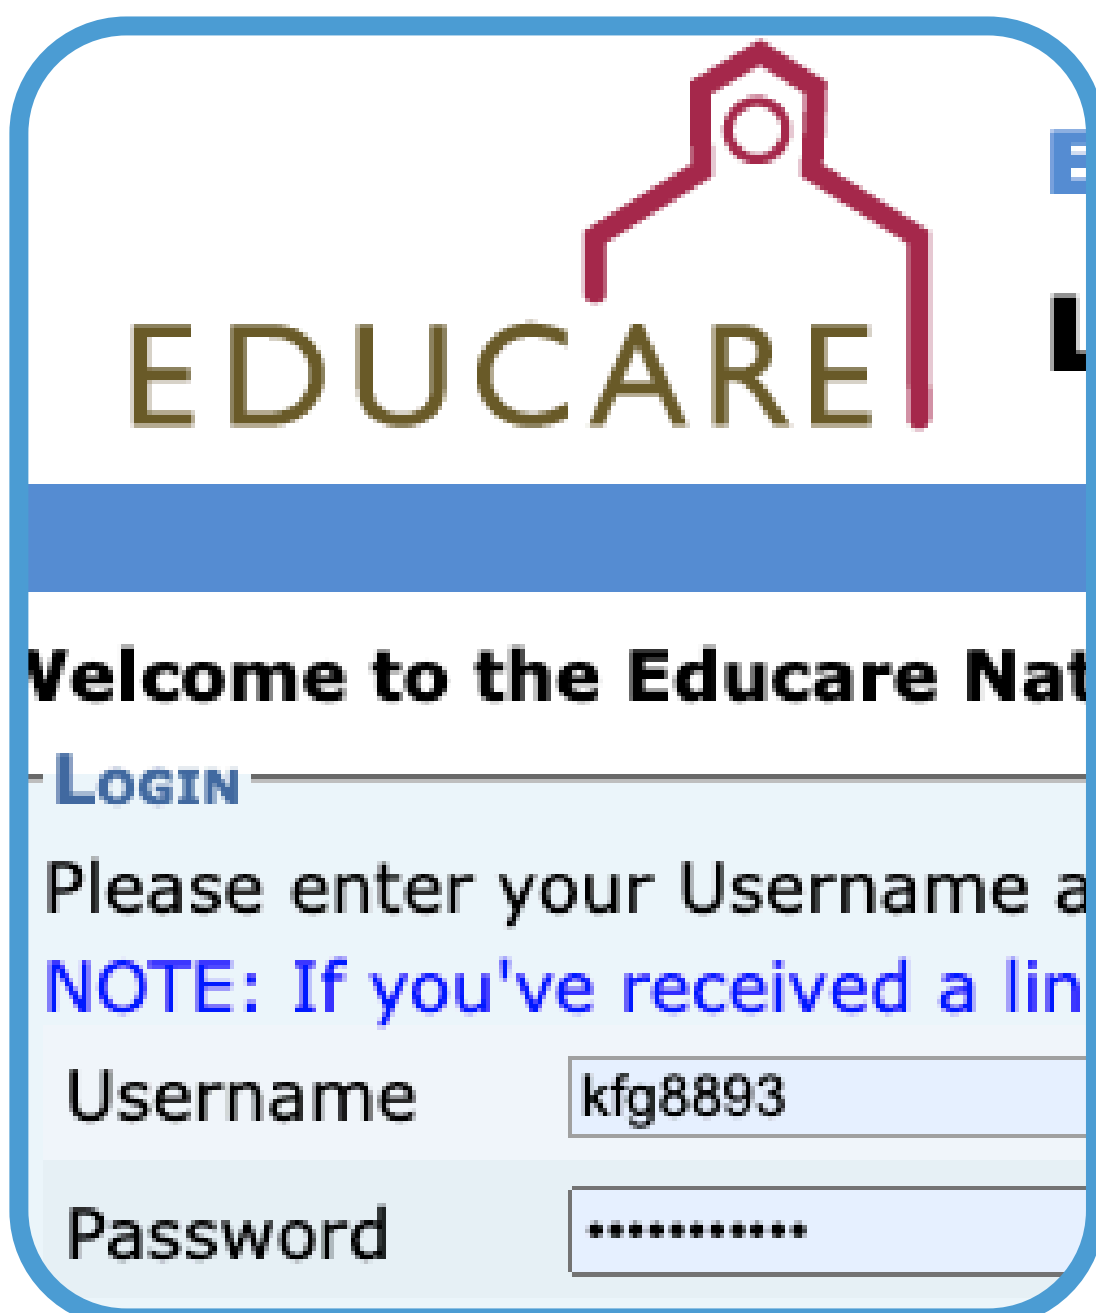 EDUCARE
Welcome to the Educare Nat
LOGIN
Please enter your Username a
NOTE: If you've received a lin
Username
kfg8893
Password
•••••••••••